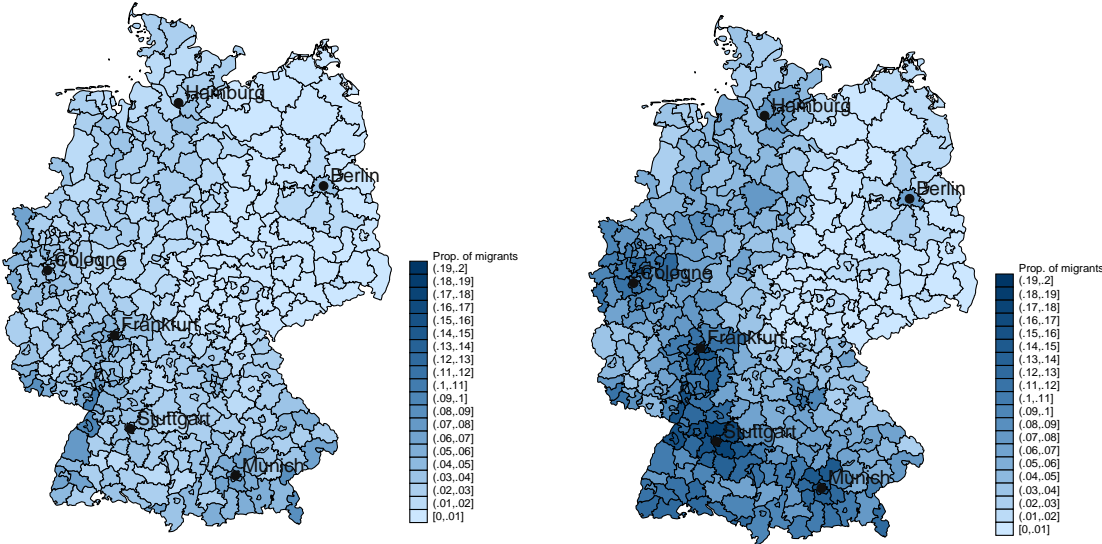 Hamburg
Berlin
Cologne
Frankfurt
Stuttgart
Munich
Prop. of migrants
(.19,.2]
(.18,.19]
(.17,.18]
(.16,.17]
(.15,.16]
(.14,.15]
(.13,.14]
(.12,.13]
(.11,.12]
(.1,.11]
(.09,.1]
(.08,.09]
(.07,.08]
(.06,.07]
(.05,.06]
(.04,.05]
(.03,.04]
(.02,.03]
(.01,.02]
[0,.01]
Hamburg
Berlin
Cologne
Frankfurt
Stuttgart
Munich
Prop. of migrants
(.19,.2]
(.18,.19]
(.17,.18]
(.16,.17]
(.15,.16]
(.14,.15]
(.13,.14]
(.12,.13]
(.11,.12]
(.1,.11]
(.09,.1]
(.08,.09]
(.07,.08]
(.06,.07]
(.05,.06]
(.04,.05]
(.03,.04]
(.02,.03]
(.01,.02]
[0,.01]